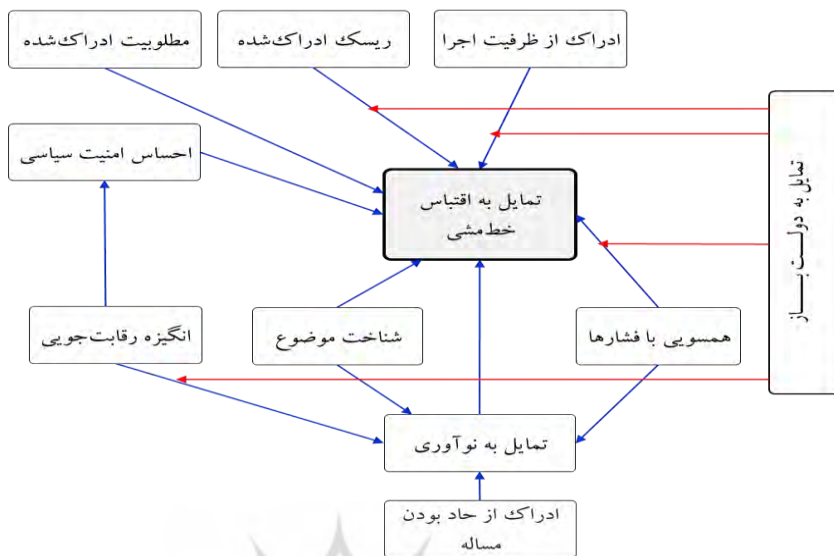 ادراک از ظرفیت اجرا
ریسک ادراک‌شده
مطلوبیت ادراک‌شده
تمایل به دولت باز
احساس امنیت سیاسی
تمایل به اقتباس
خط‌مشی
همسویی با فشارها
شناخت موضوع
انگیزه رقابت‌جویی
تمایل به نوآوری
ادراک از حاد بودن
مساله